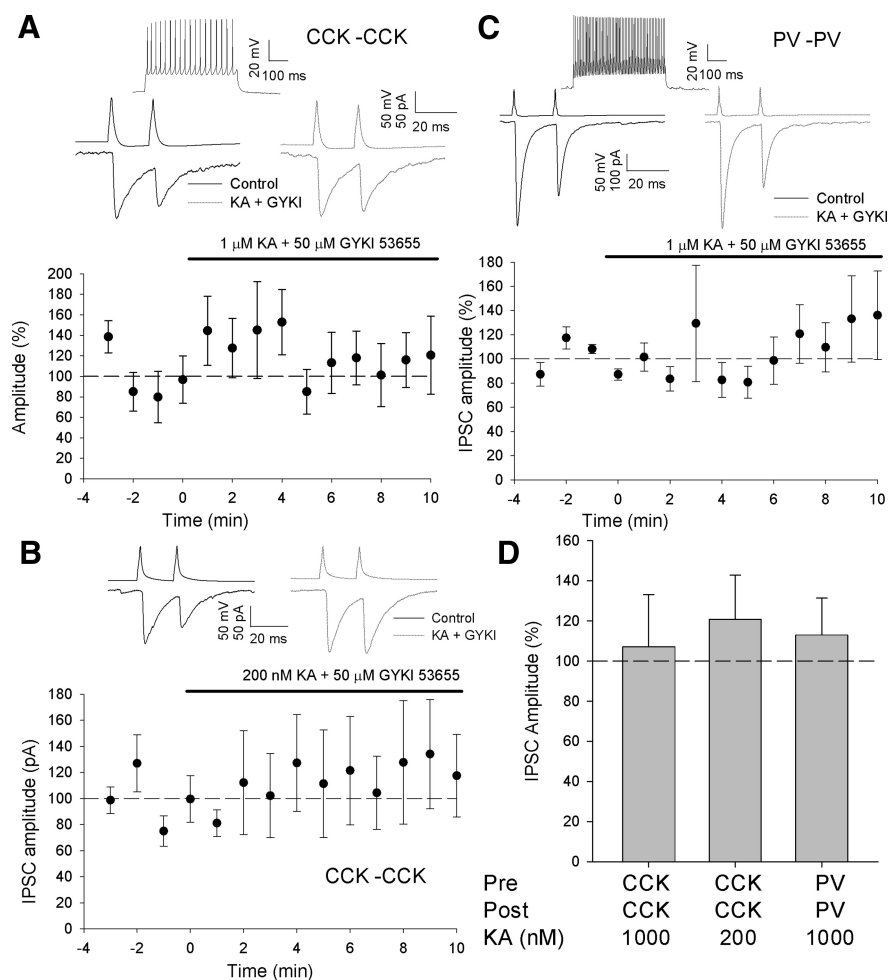 A
CCK -CCK
20 mV
100 ms
50 mV
50 pA
20 ms
Control
KA + GYKI
1 μM KA + 50 μM GYKI 53655
Amplitude (%)
200
180
160
140
120
100
80
60
40
20
0
-4 -2 0 2 4 6 8 10
Time (min)
C
PV -PV
20 mV
100 ms
50 mV
100 pA
20 ms
Control
KA + GYKI
1 μM KA + 50 μM GYKI 53655
IPSC amplitude (%)
180
160
140
120
100
80
60
40
20
0
-4 -2 0 2 4 6 8 10
Time (min)
B
50 mV
50 pA
20 ms
Control
KA + GYKI
200 nM KA + 50 μM GYKI 53655
IPSC amplitude (pA)
180
160
140
120
100
80
60
40
20
0
CCK -CCK
-4 -2 0 2 4 6 8 10
Time (min)
D
IPSC Amplitude (%)
160
140
120
100
80
60
40
20
0
Pre CCK CCK PV
Post CCK CCK PV
KA (nM) 1000 200 1000